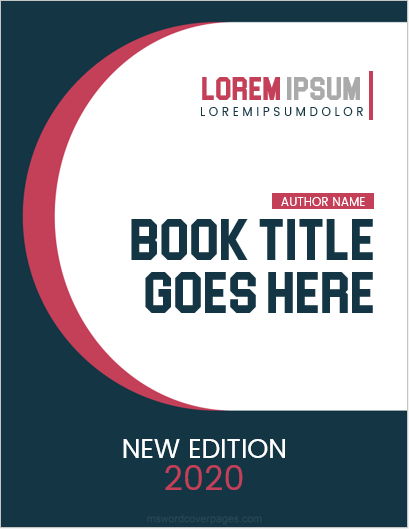 LOREM IPSUM
LOREMIPSUMDOLOR
AUTHOR NAME
BOOK TITLE
GOES HERE
NEW EDITION
2020
mswordcoverpages.com